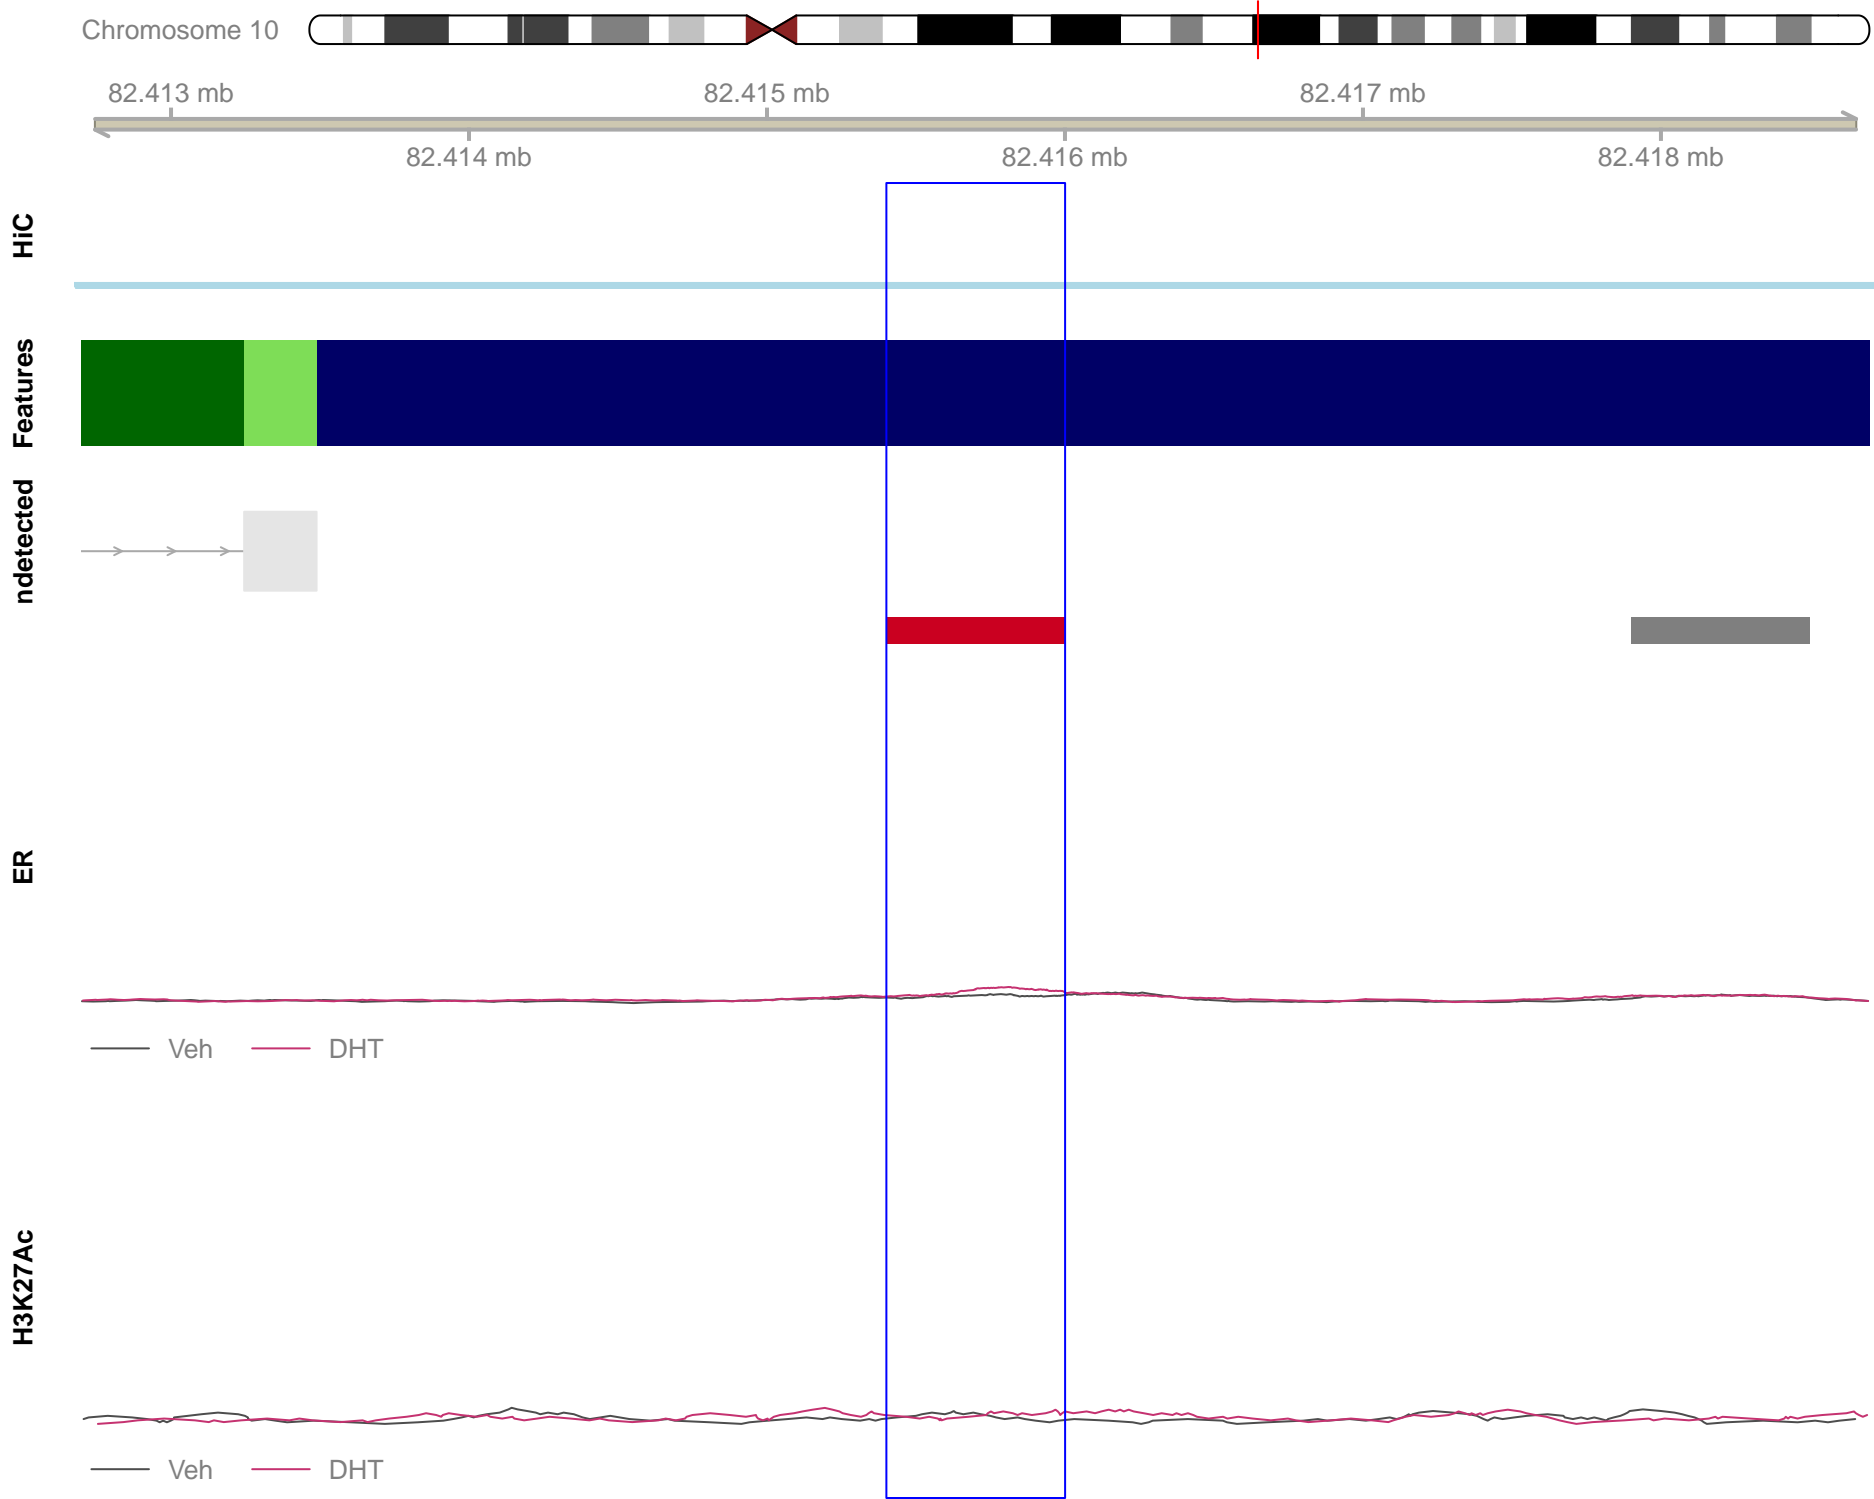 Chromosome 10
82.413 mb 82.415 mb 82.417 mb
82.414 mb 82.416 mb 82.418 mb
HiC
Features
ndetected
ER
Veh DHT
H3K27Ac
Veh DHT